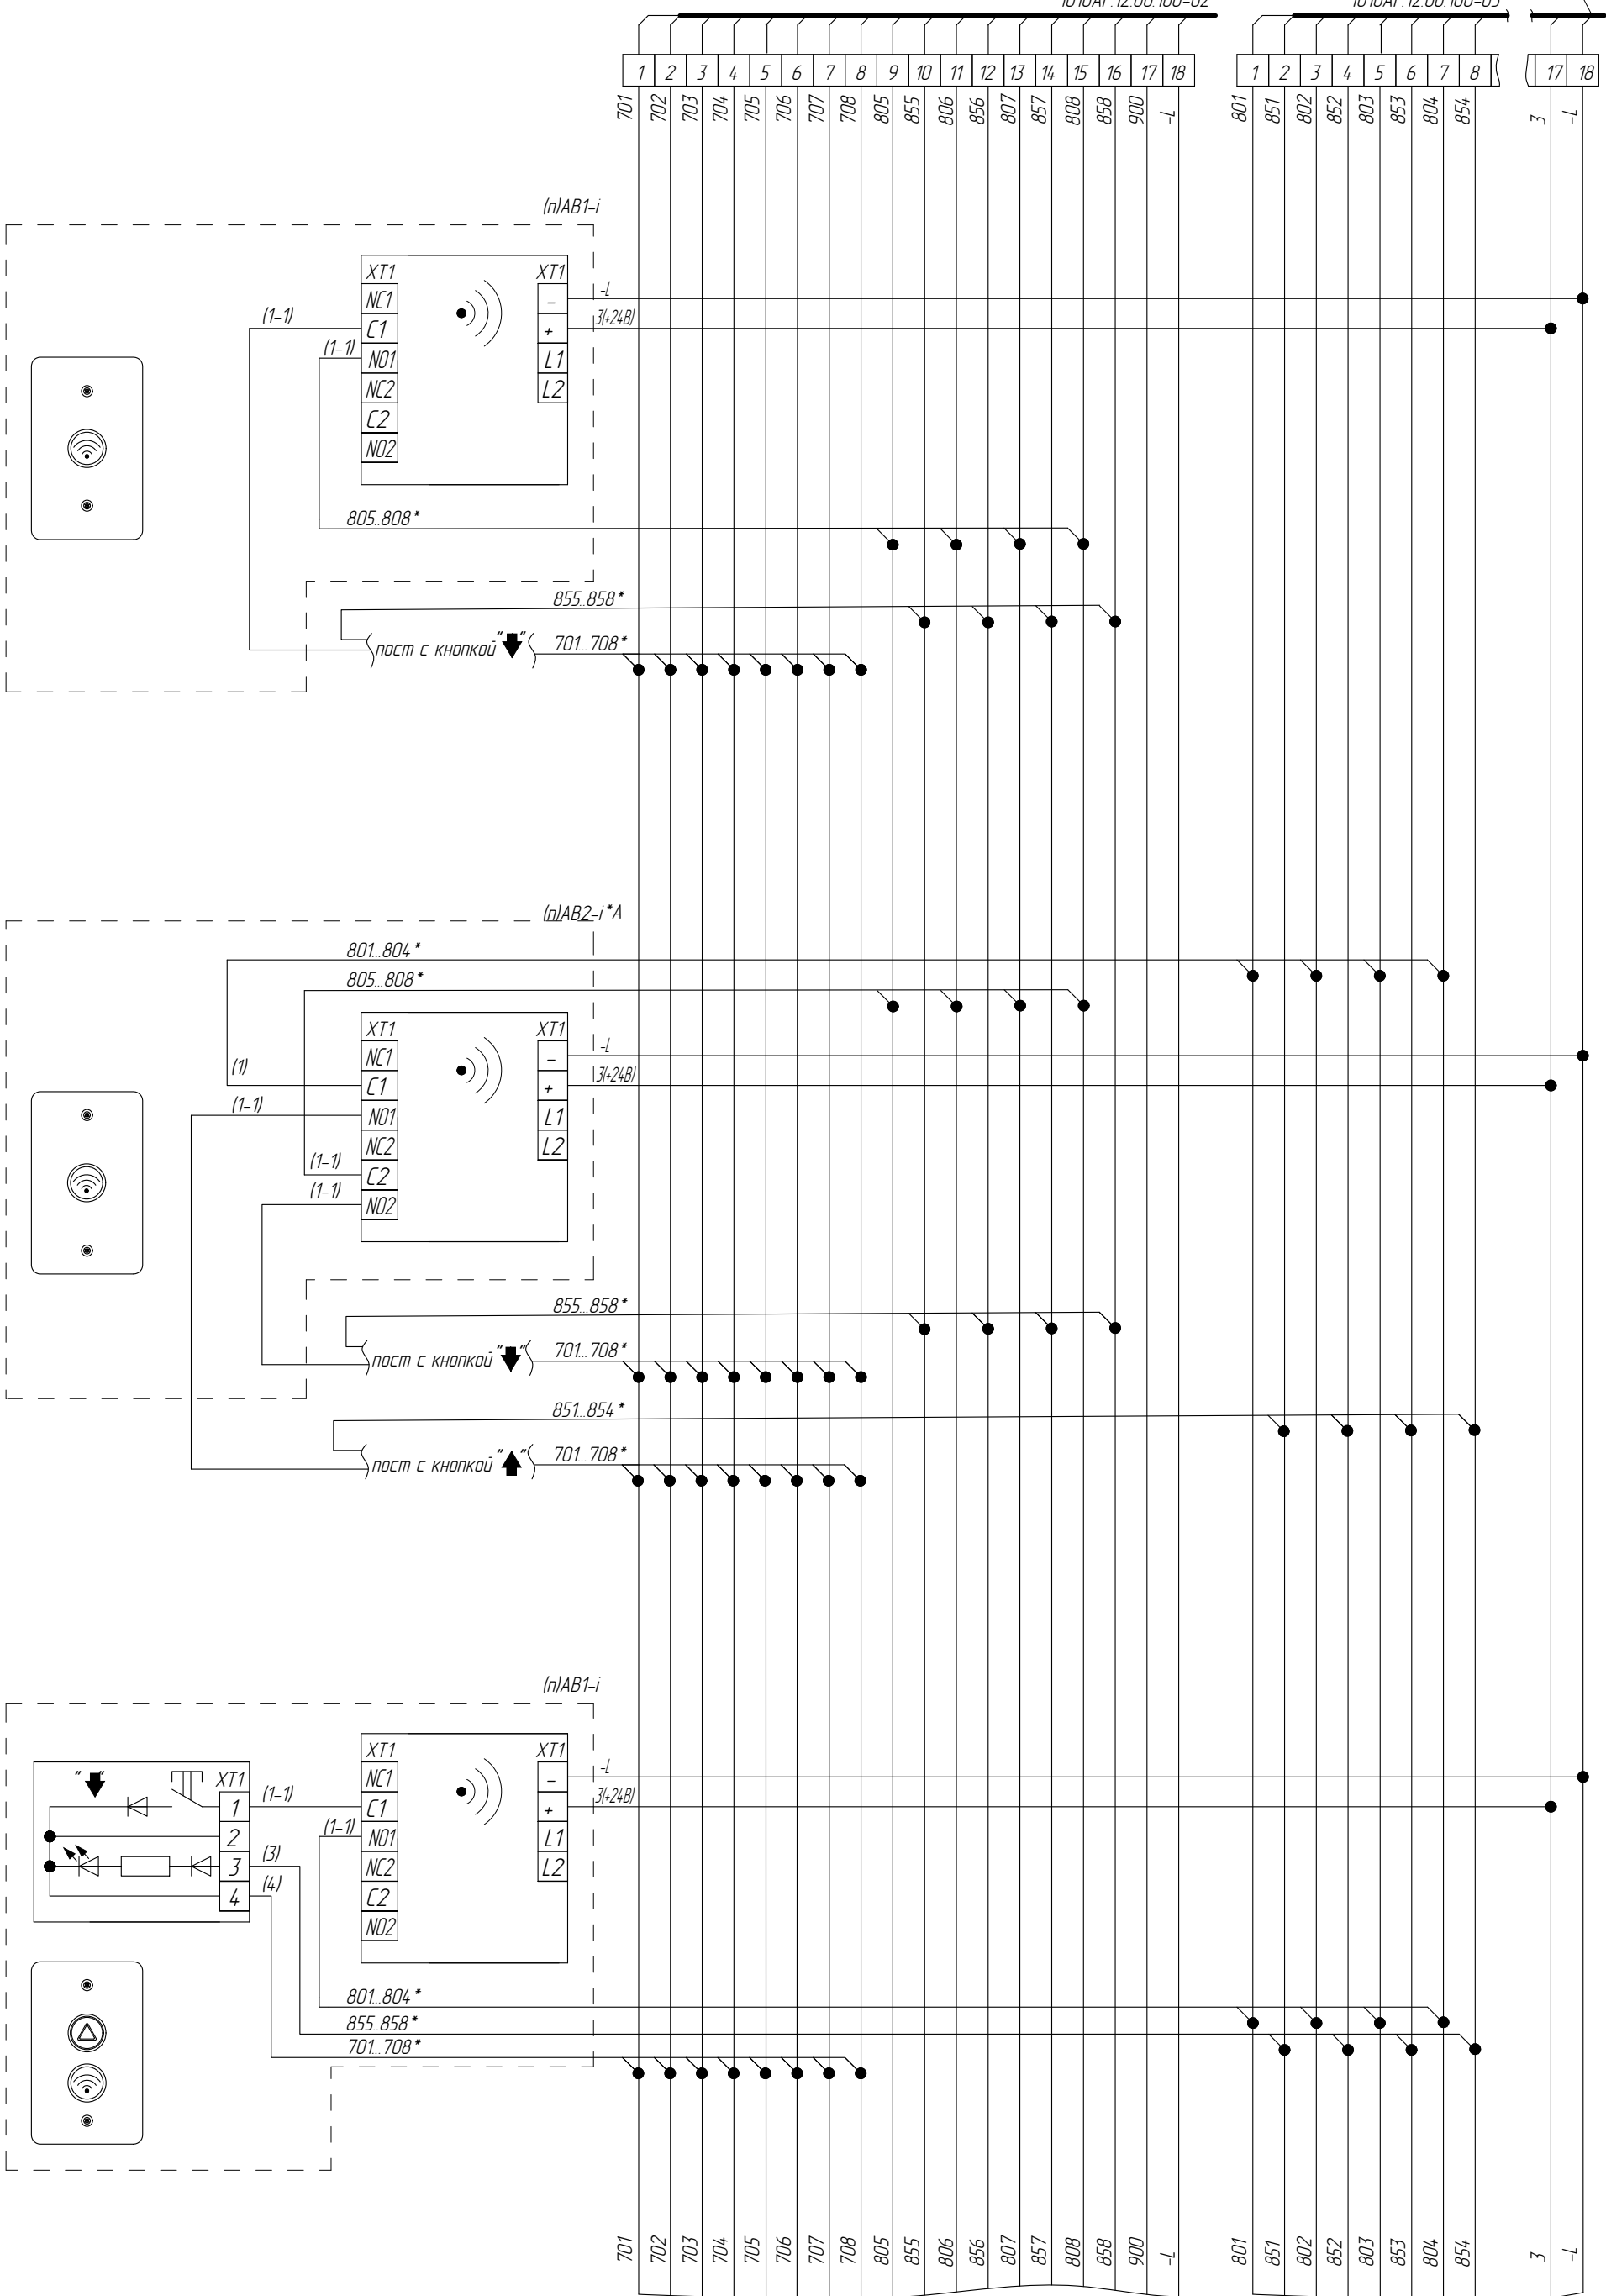 1 2 3 4 5 6 7 8 9 10 11 12 13 14 15 16 17 18
1 2 3 4 5 6 7 8 17 18
701 702 703 704 705 706 707 708 805 855 806 856 807 857 808 858 900 -L
801 851 802 852 803 853 804 854 3 -L
(п)АВ1-i
XT1 XT1
NC1 - -L
(1-1) C1 + 3(+24В)
(1-1) NO1 L1
NC2 L2
C2
NO2
805..808*
855..858*
пост с кнопкой-" " 701...708*
(п)АВ2-i*А
801...804*
805...808*
XT1 XT1
NC1 - -L
(1) C1 + 3(+24В)
(1-1) NO1 L1
NC2 L2
(1-1) C2
(1-1) NO2
855...858*
пост с кнопкой-" " 701...708*
851...854*
пост с кнопкой-" " 701...708*
(п)АВ1-i
XT1 XT1
" " XT1 NC1 - -L
1 (1-1) C1 + 3(+24В)
2 (1-1) NO1 L1
3 (3) NC2 L2
4 (4) C2
NO2
801...804*
855...858*
701...708*
701 702 703 704 705 706 707 708 805 855 806 856 807 857 808 858 900 -L
801 851 802 852 803 853 804 854 3 -L